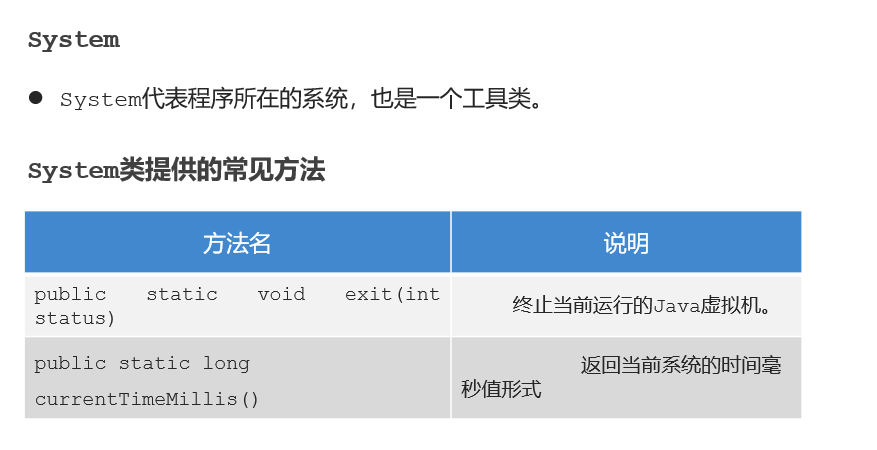 System
● System代表程序所在的系统，也是一个工具类。
System类提供的常见方法
方法名
说明
public static void exit(int
status)
终止当前运行的Java虚拟机。
public static long
currentTimeMillis()
返回当前系统的时间毫
秒值形式